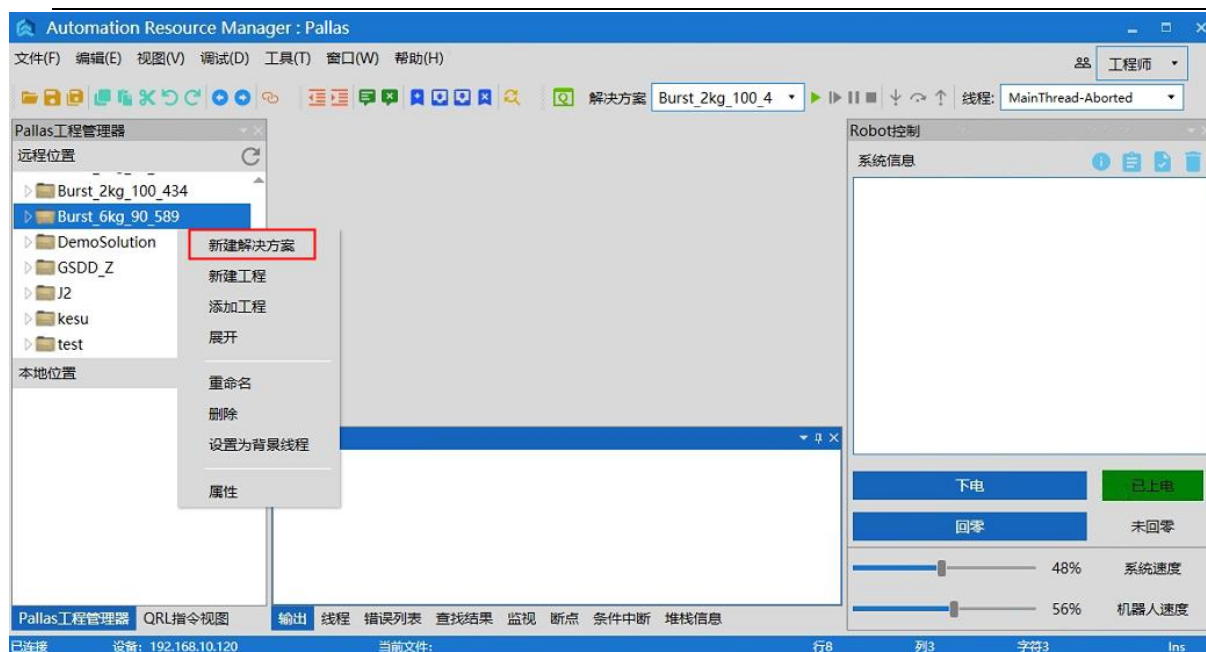 Automation Resource Manager : Pallas
文件(F) 编辑(E) 视图(V) 调试(D) 工具(T) 窗口(W) 帮助(H)
工程师
解决方案 Burst_2kg_100_4 线程: MainThread-Aborted
Pallas工程管理器
远程位置
Burst_2kg_100_434
Burst_6kg_90_589
DemoSolution
GSDD_Z
J2
kesu
test
本地位置
新建解决方案
新建工程
添加工程
展开
重命名
删除
设置为背景线程
属性
Robot控制
系统信息
下电 已上电
回零 未回零
48% 系统速度
56% 机器人速度
Pallas工程管理器 QRL指令视图
输出 线程 错误列表 查找结果 监视 断点 条件中断 堆栈信息
已连接 设备: 192.168.10.120 当前文件: 行8 列3 字符3 Ins